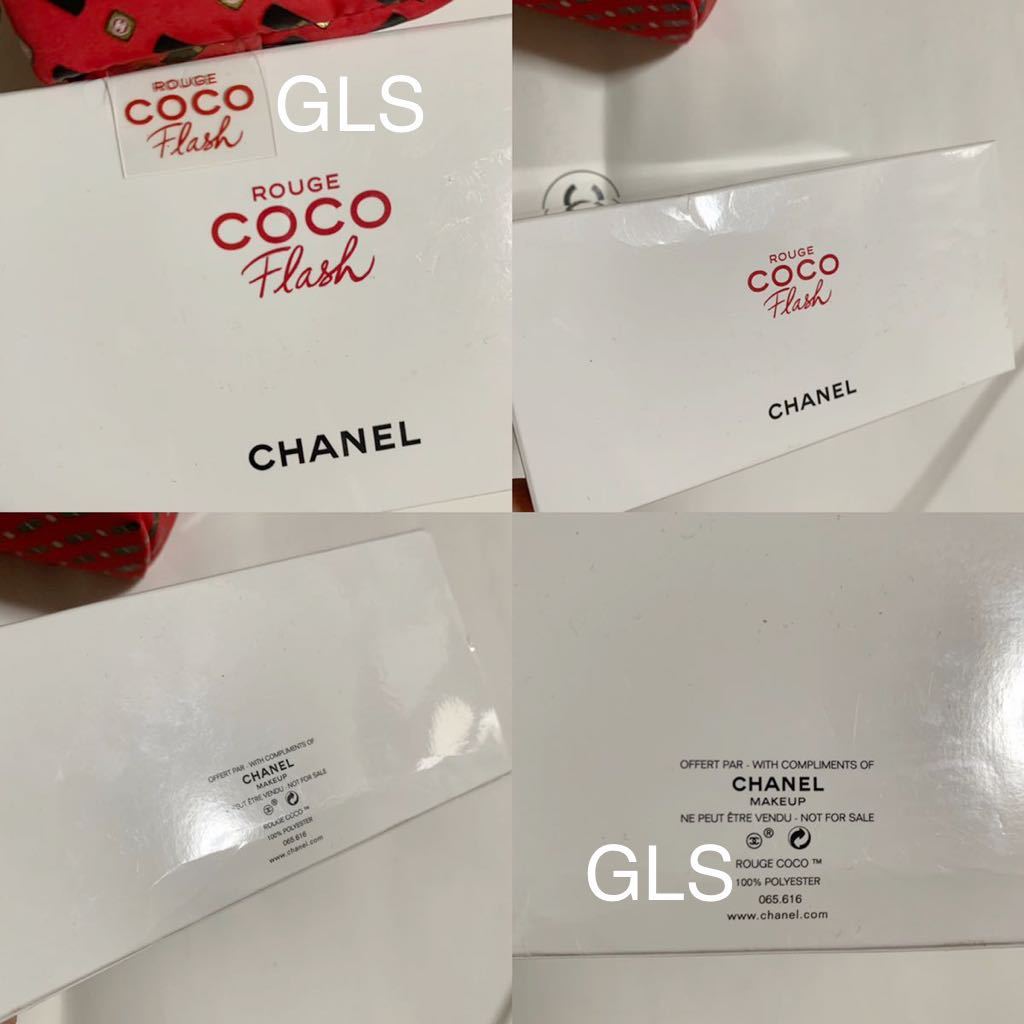 ROUGE
COCO
Flash
GLS
ROUGE
COCO
Flash
CHANEL
ROUGE
COCO
Flash
CHANEL
OFFERT PAR - WITH COMPLIMENTS OF
CHANEL
MAKEUP
PEUT ÊTRE VENDU - NOT FOR SALE
ROUGE COCO ™
100% POLYESTER
065.616
www.chanel.com
OFFERT PAR - WITH COMPLIMENTS OF
CHANEL
MAKEUP
NE PEUT ÊTRE VENDU - NOT FOR SALE
®
GLS
ROUGE COCO ™
100% POLYESTER
065.616
www.chanel.com